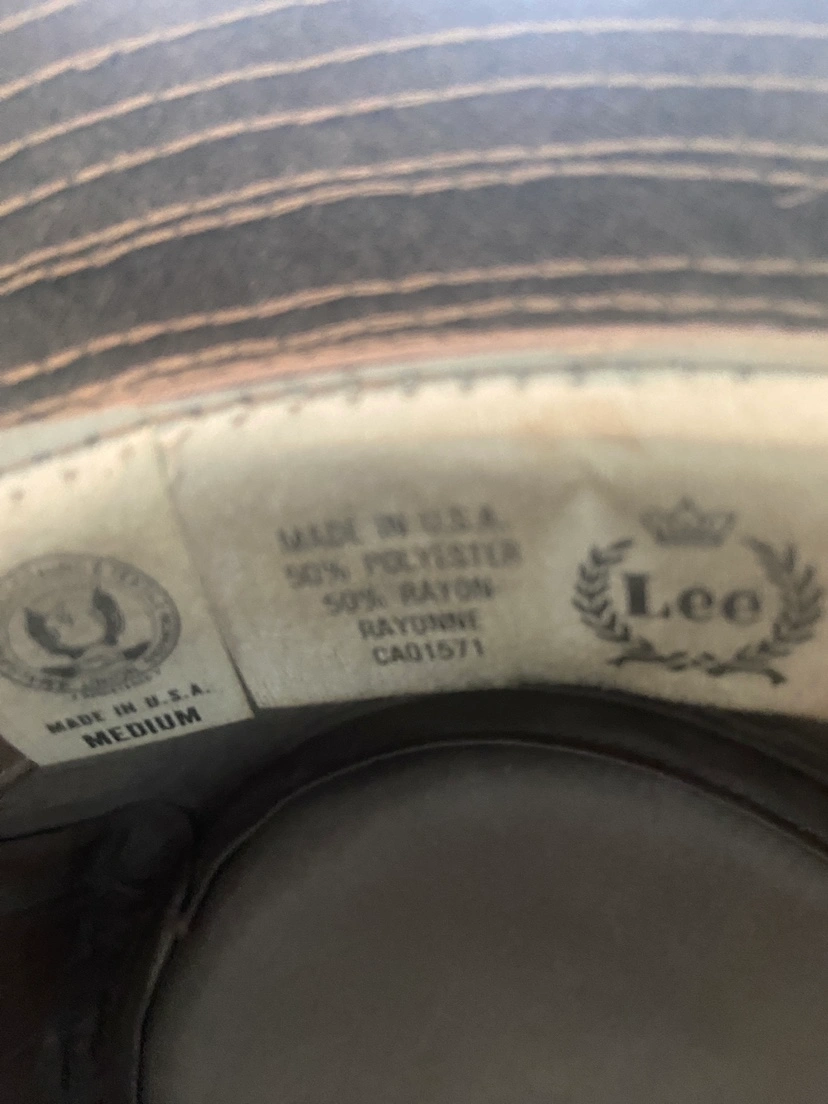 MADE IN U.S.A.
MEDIUM
MADE IN U.S.A.
50% POLYESTER
50% RAYON
RAYONNE
CA01571
Lee